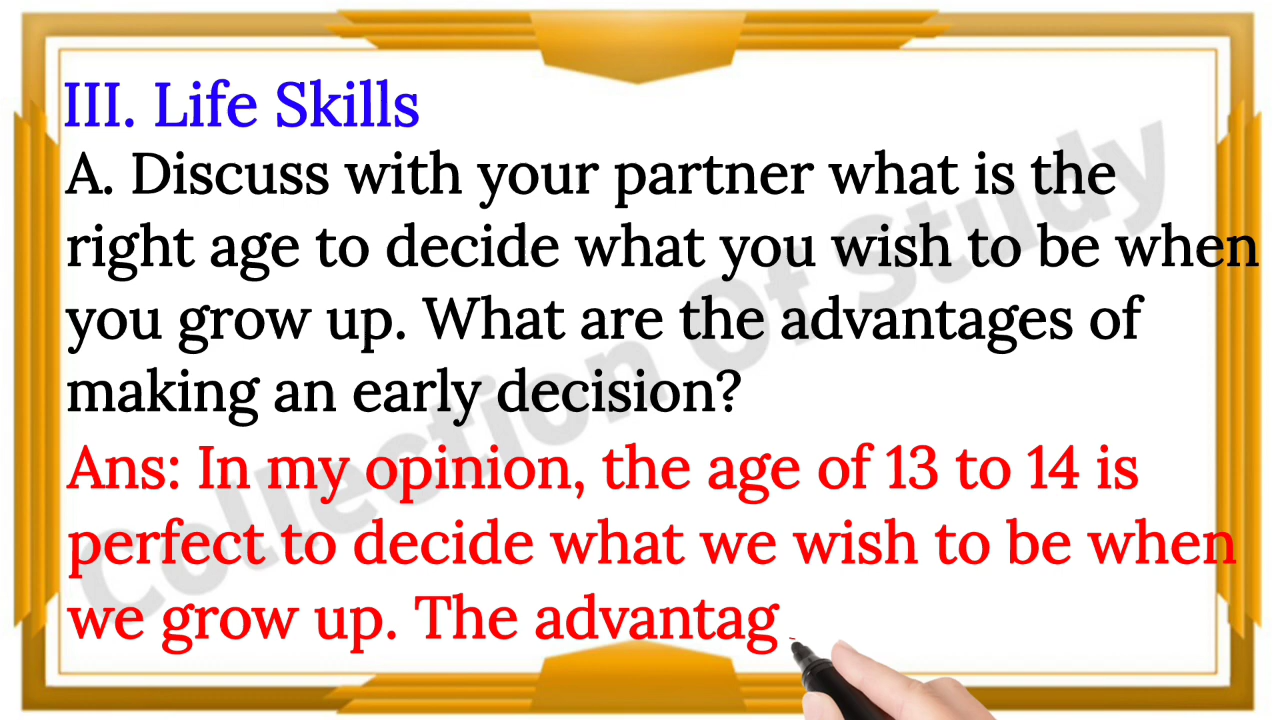 III. Life Skills
A. Discuss with your partner what is the
right age to decide what you wish to be when
you grow up. What are the advantages of
making an early decision?
Ans: In my opinion, the age of 13 to 14 is
perfect to decide what we wish to be when
we grow up. The advantag
Collection Of Study